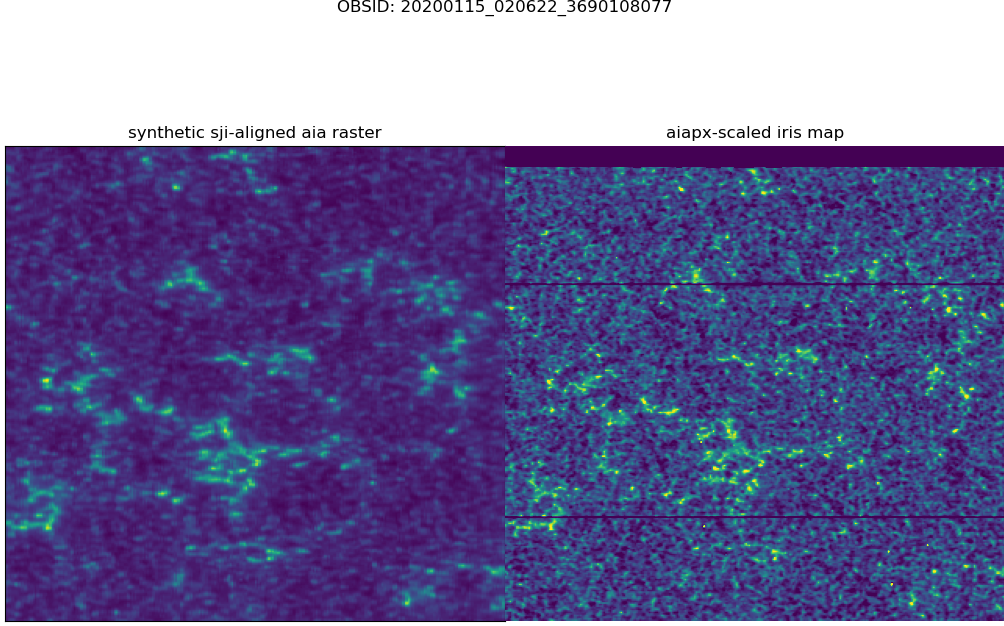 OBSID: 20200115_020622_3690108077
synthetic sji-aligned aia raster
aiapx-scaled iris map